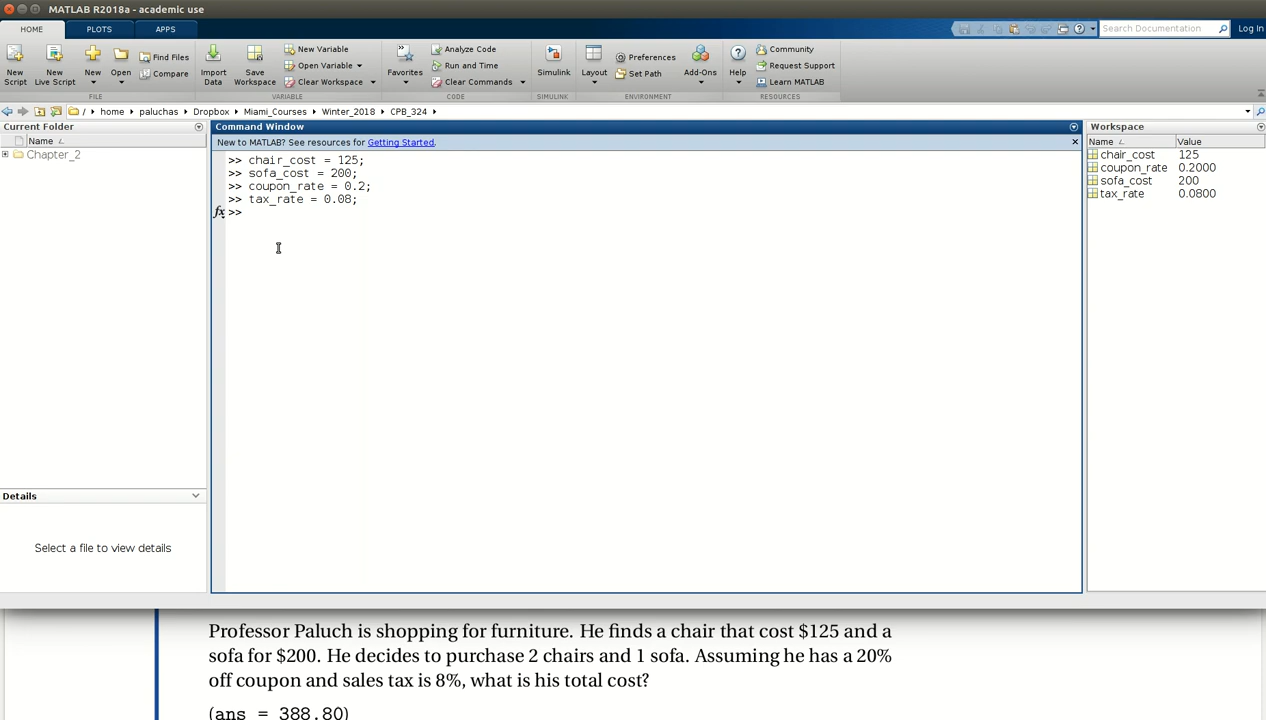 MATLAB R2018a - academic use
HOME PLOTS APPS
Search Documentation Log In
New Script
New Live Script
New
Open
Find Files
Compare
FILE
Import Data
Save Workspace
New Variable
Open Variable
Clear Workspace
VARIABLE
Favorites
Analyze Code
Run and Time
Clear Commands
CODE
Simulink
SIMULINK
Layout
Preferences
Set Path
Add-Ons
ENVIRONMENT
Help
Community
Request Support
Learn MATLAB
RESOURCES
/ home paluchas Dropbox Miami_Courses Winter_2018 CPB_324
Current Folder
Name
Chapter_2
Details
Select a file to view details
Command Window
New to MATLAB? See resources for Getting Started.
>> chair_cost = 125;
>> sofa_cost = 200;
>> coupon_rate = 0.2;
>> tax_rate = 0.08;
fx >>
Workspace
Name Value
chair_cost 125
coupon_rate 0.2000
sofa_cost 200
tax_rate 0.0800
Professor Paluch is shopping for furniture. He finds a chair that cost $125 and a
sofa for $200. He decides to purchase 2 chairs and 1 sofa. Assuming he has a 20%
off coupon and sales tax is 8%, what is his total cost?
(ans = 388.80)